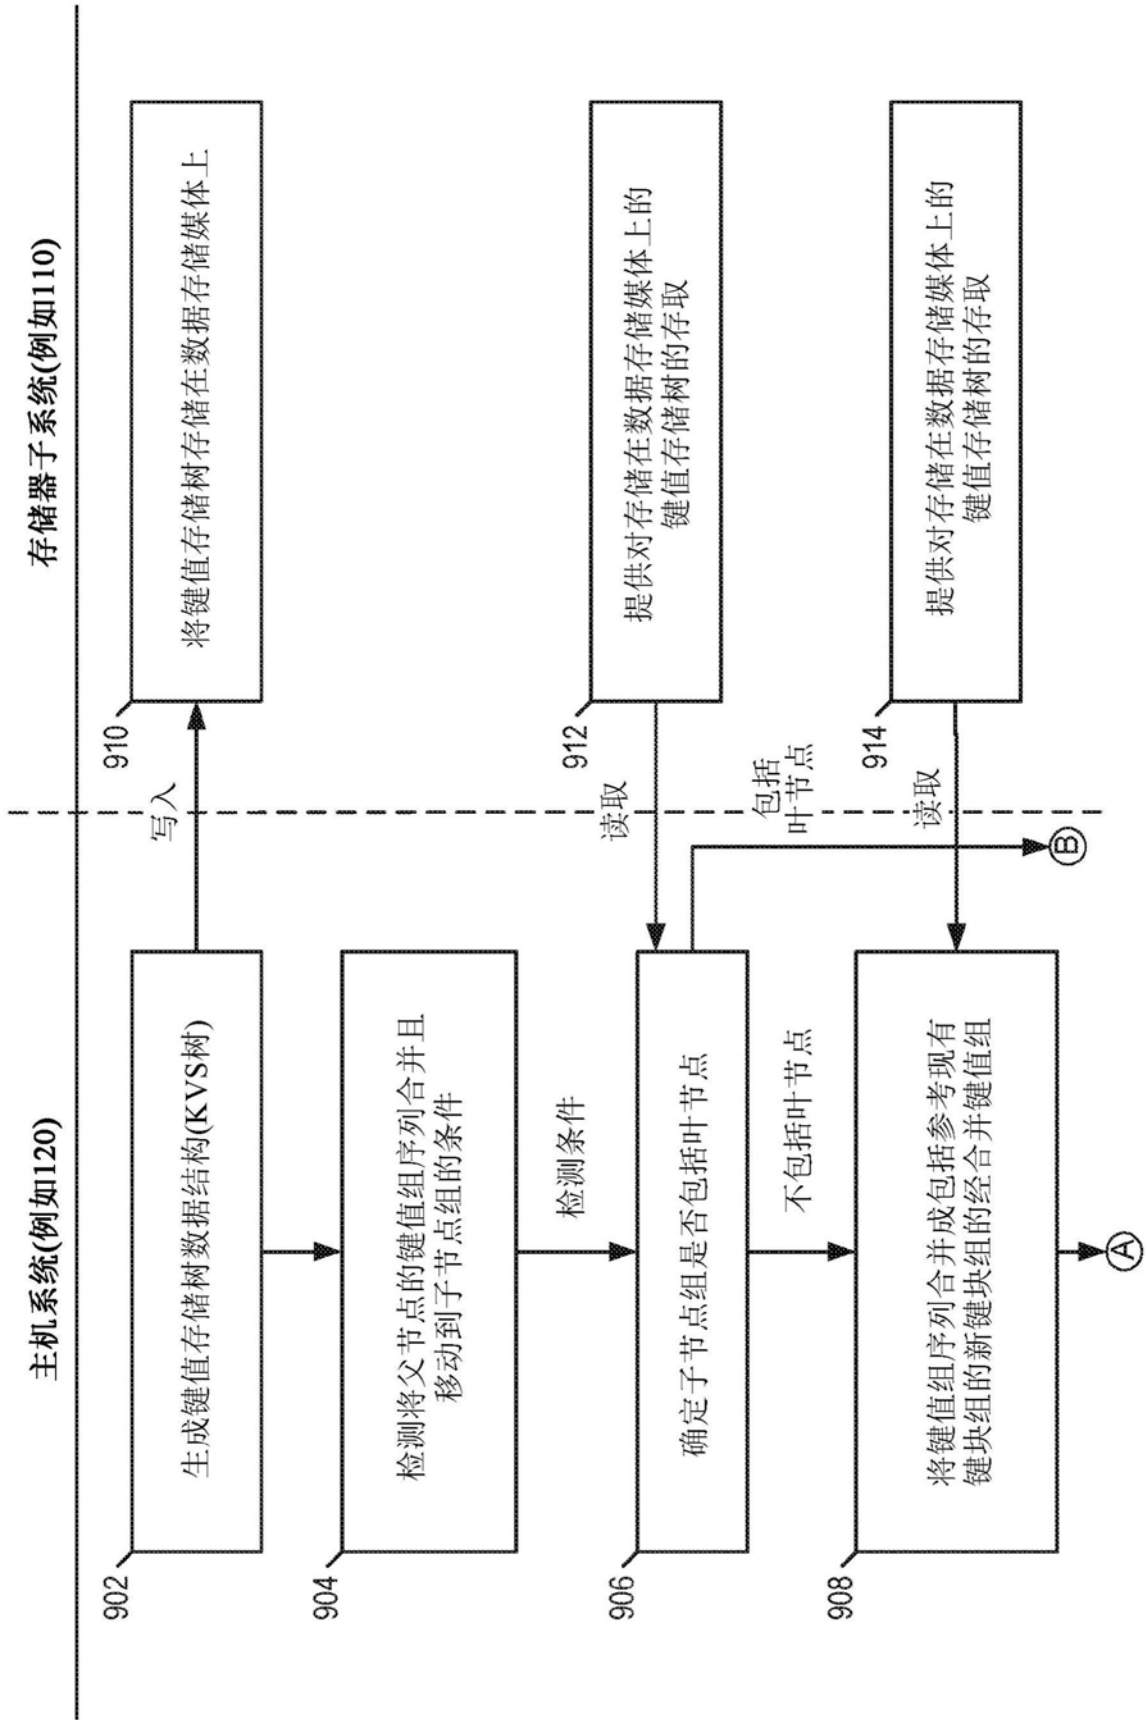 主机系统(例如120)
存储器子系统(例如110)
902
生成键值存储树数据结构(KVS树)
写入
910
将键值存储树存储在数据存储媒体上
904
检测将父节点的键值组序列合并并且
移动到子节点组的条件
检测条件
906
确定子节点组是否包括叶节点
读取
912
提供对存储在数据存储媒体上的
键值存储树的存取
不包括叶节点
包括
叶节点
908
将键值组序列合并成包括参考现有
键块组的新键块组的经合并键值组
读取
914
提供对存储在数据存储媒体上的
键值存储树的存取
A
B